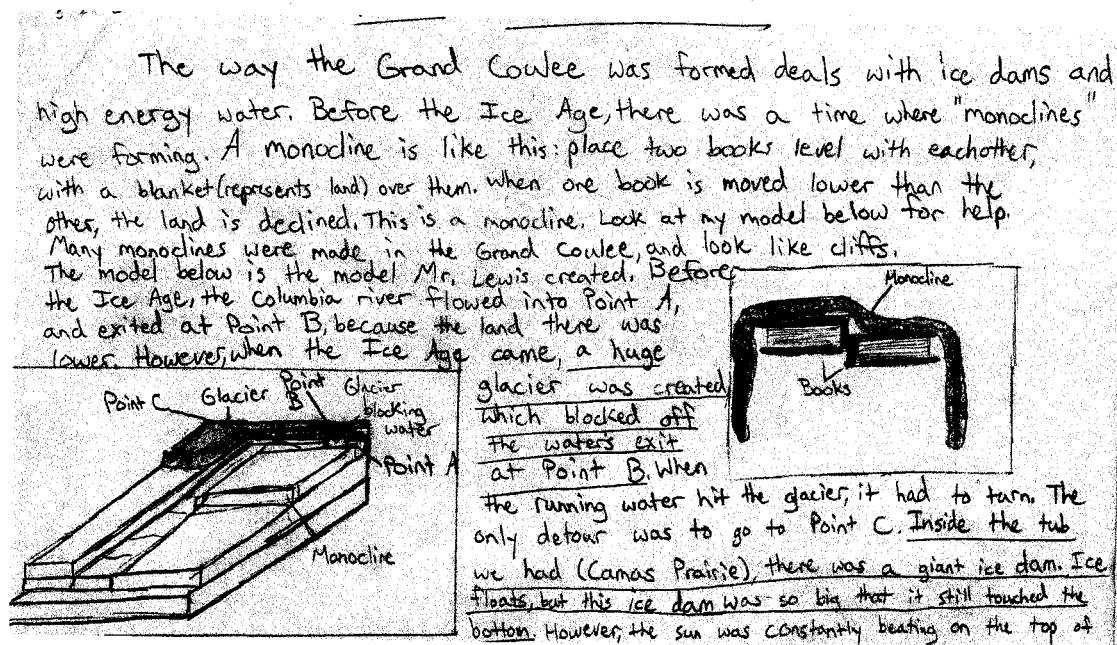 The way the Grand Coulee was formed deals with ice dams and
high energy water. Before the Ice Age, there was a time where "monoclines"
were forming. A monocline is like this: place two books level with eachother,
with a blanket (represents land) over them. When one book is moved lower than the
other, the land is declined. This is a monocline. Look at my model below for help.
Many monoclines were made in the Grand Coulee, and look like cliffs.
The model below is the model Mr. Lewis created. Before
the Ice Age, the Columbia river flowed into Point A,
and exited at Point B, because the land there was
lower. However, when the Ice Age came, a huge
glacier was created
which blocked off
the water's exit
at Point B. When
the running water hit the glacier, it had to turn. The
only detour was to go to Point C. Inside the tub
we had (Camas Prairie), there was a giant ice dam. Ice
floats, but this ice dam was so big that it still touched the
bottom. However, the sun was constantly beating on the top of
Monocline
Books
Point C
Glacier
Point B
Glacier blocking water
Point A
Monocline